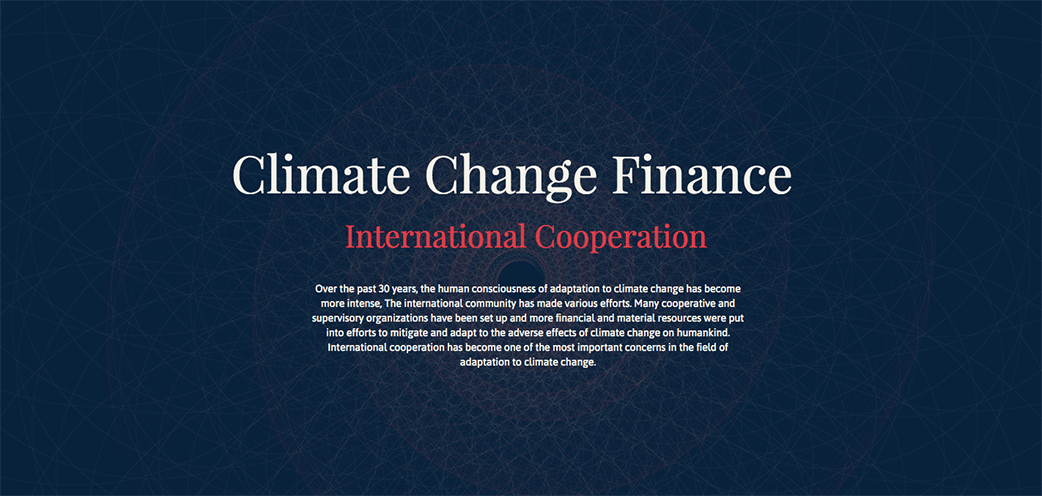 Climate Change Finance
International Cooperation
Over the past 30 years, the human consciousness of adaptation to climate change has become
more intense, The international community has made various efforts. Many cooperative and
supervisory organizations have been set up and more financial and material resources were put
into efforts to mitigate and adapt to the adverse effects of climate change on humankind.
International cooperation has become one of the most important concerns in the field of
adaptation to climate change.